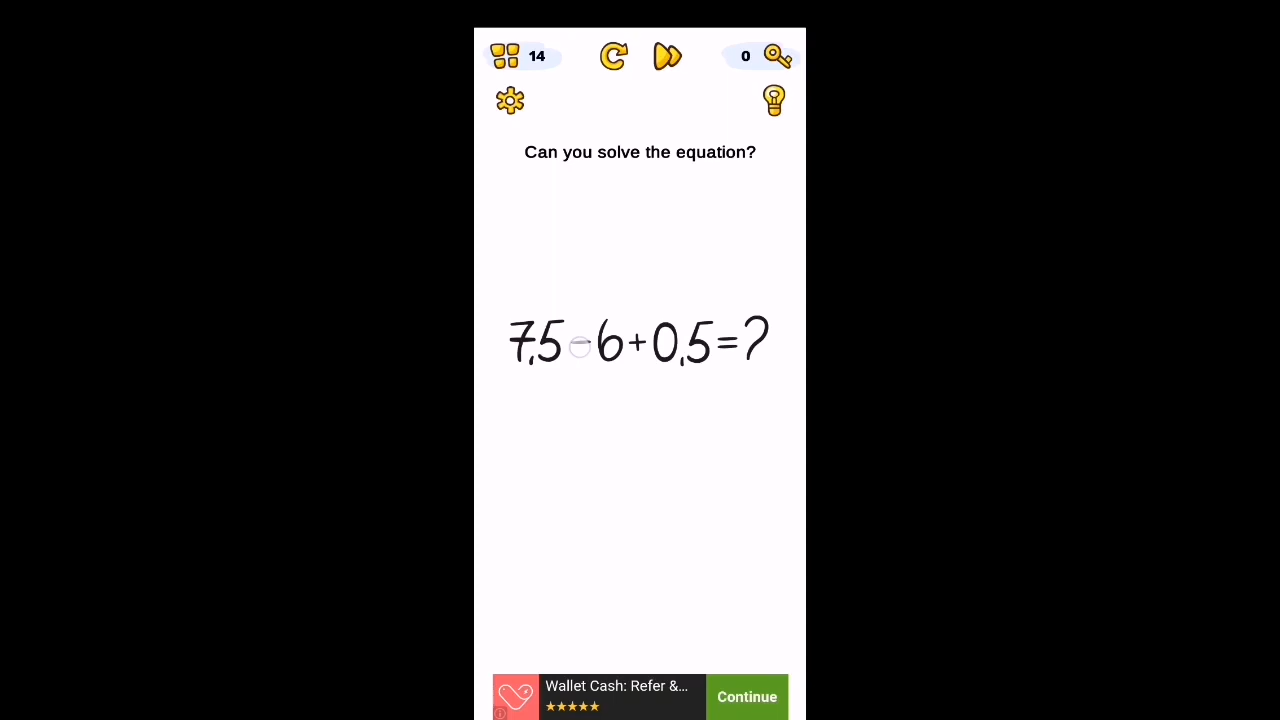 14
0
Can you solve the equation?
7,5-6+0,5=?
Wallet Cash: Refer &...
Continue